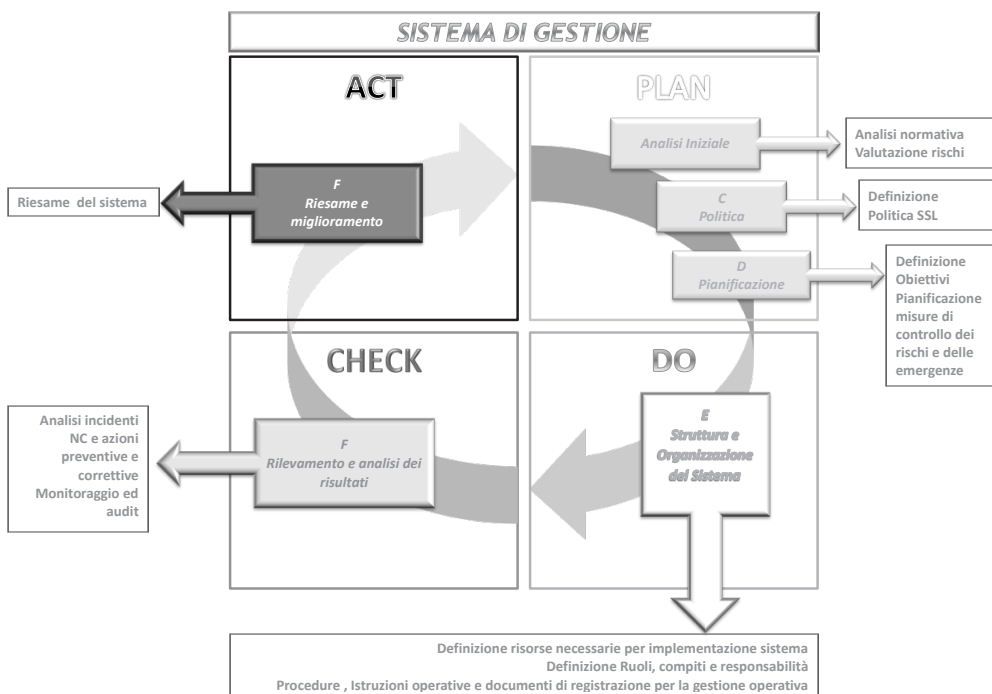 SISTEMA DI GESTIONE
ACT
F
Riesame e
miglioramento
Riesame del sistema
PLAN
Analisi Iniziale
Analisi normativa
Valutazione rischi
C
Politica
Definizione
Politica SSL
D
Pianificazione
Definizione
Obiettivi
Pianificazione
misure di
controllo dei
rischi e delle
emergenze
CHECK
F
Rilevamento e analisi dei
risultati
Analisi incidenti
NC e azioni
preventive e
correttive
Monitoraggio ed
audit
DO
E
Struttura e
Organizzazione
del Sistema
Definizione risorse necessarie per implementazione sistema
Definizione Ruoli, compiti e responsabilità
Procedure , Istruzioni operative e documenti di registrazione per la gestione operativa